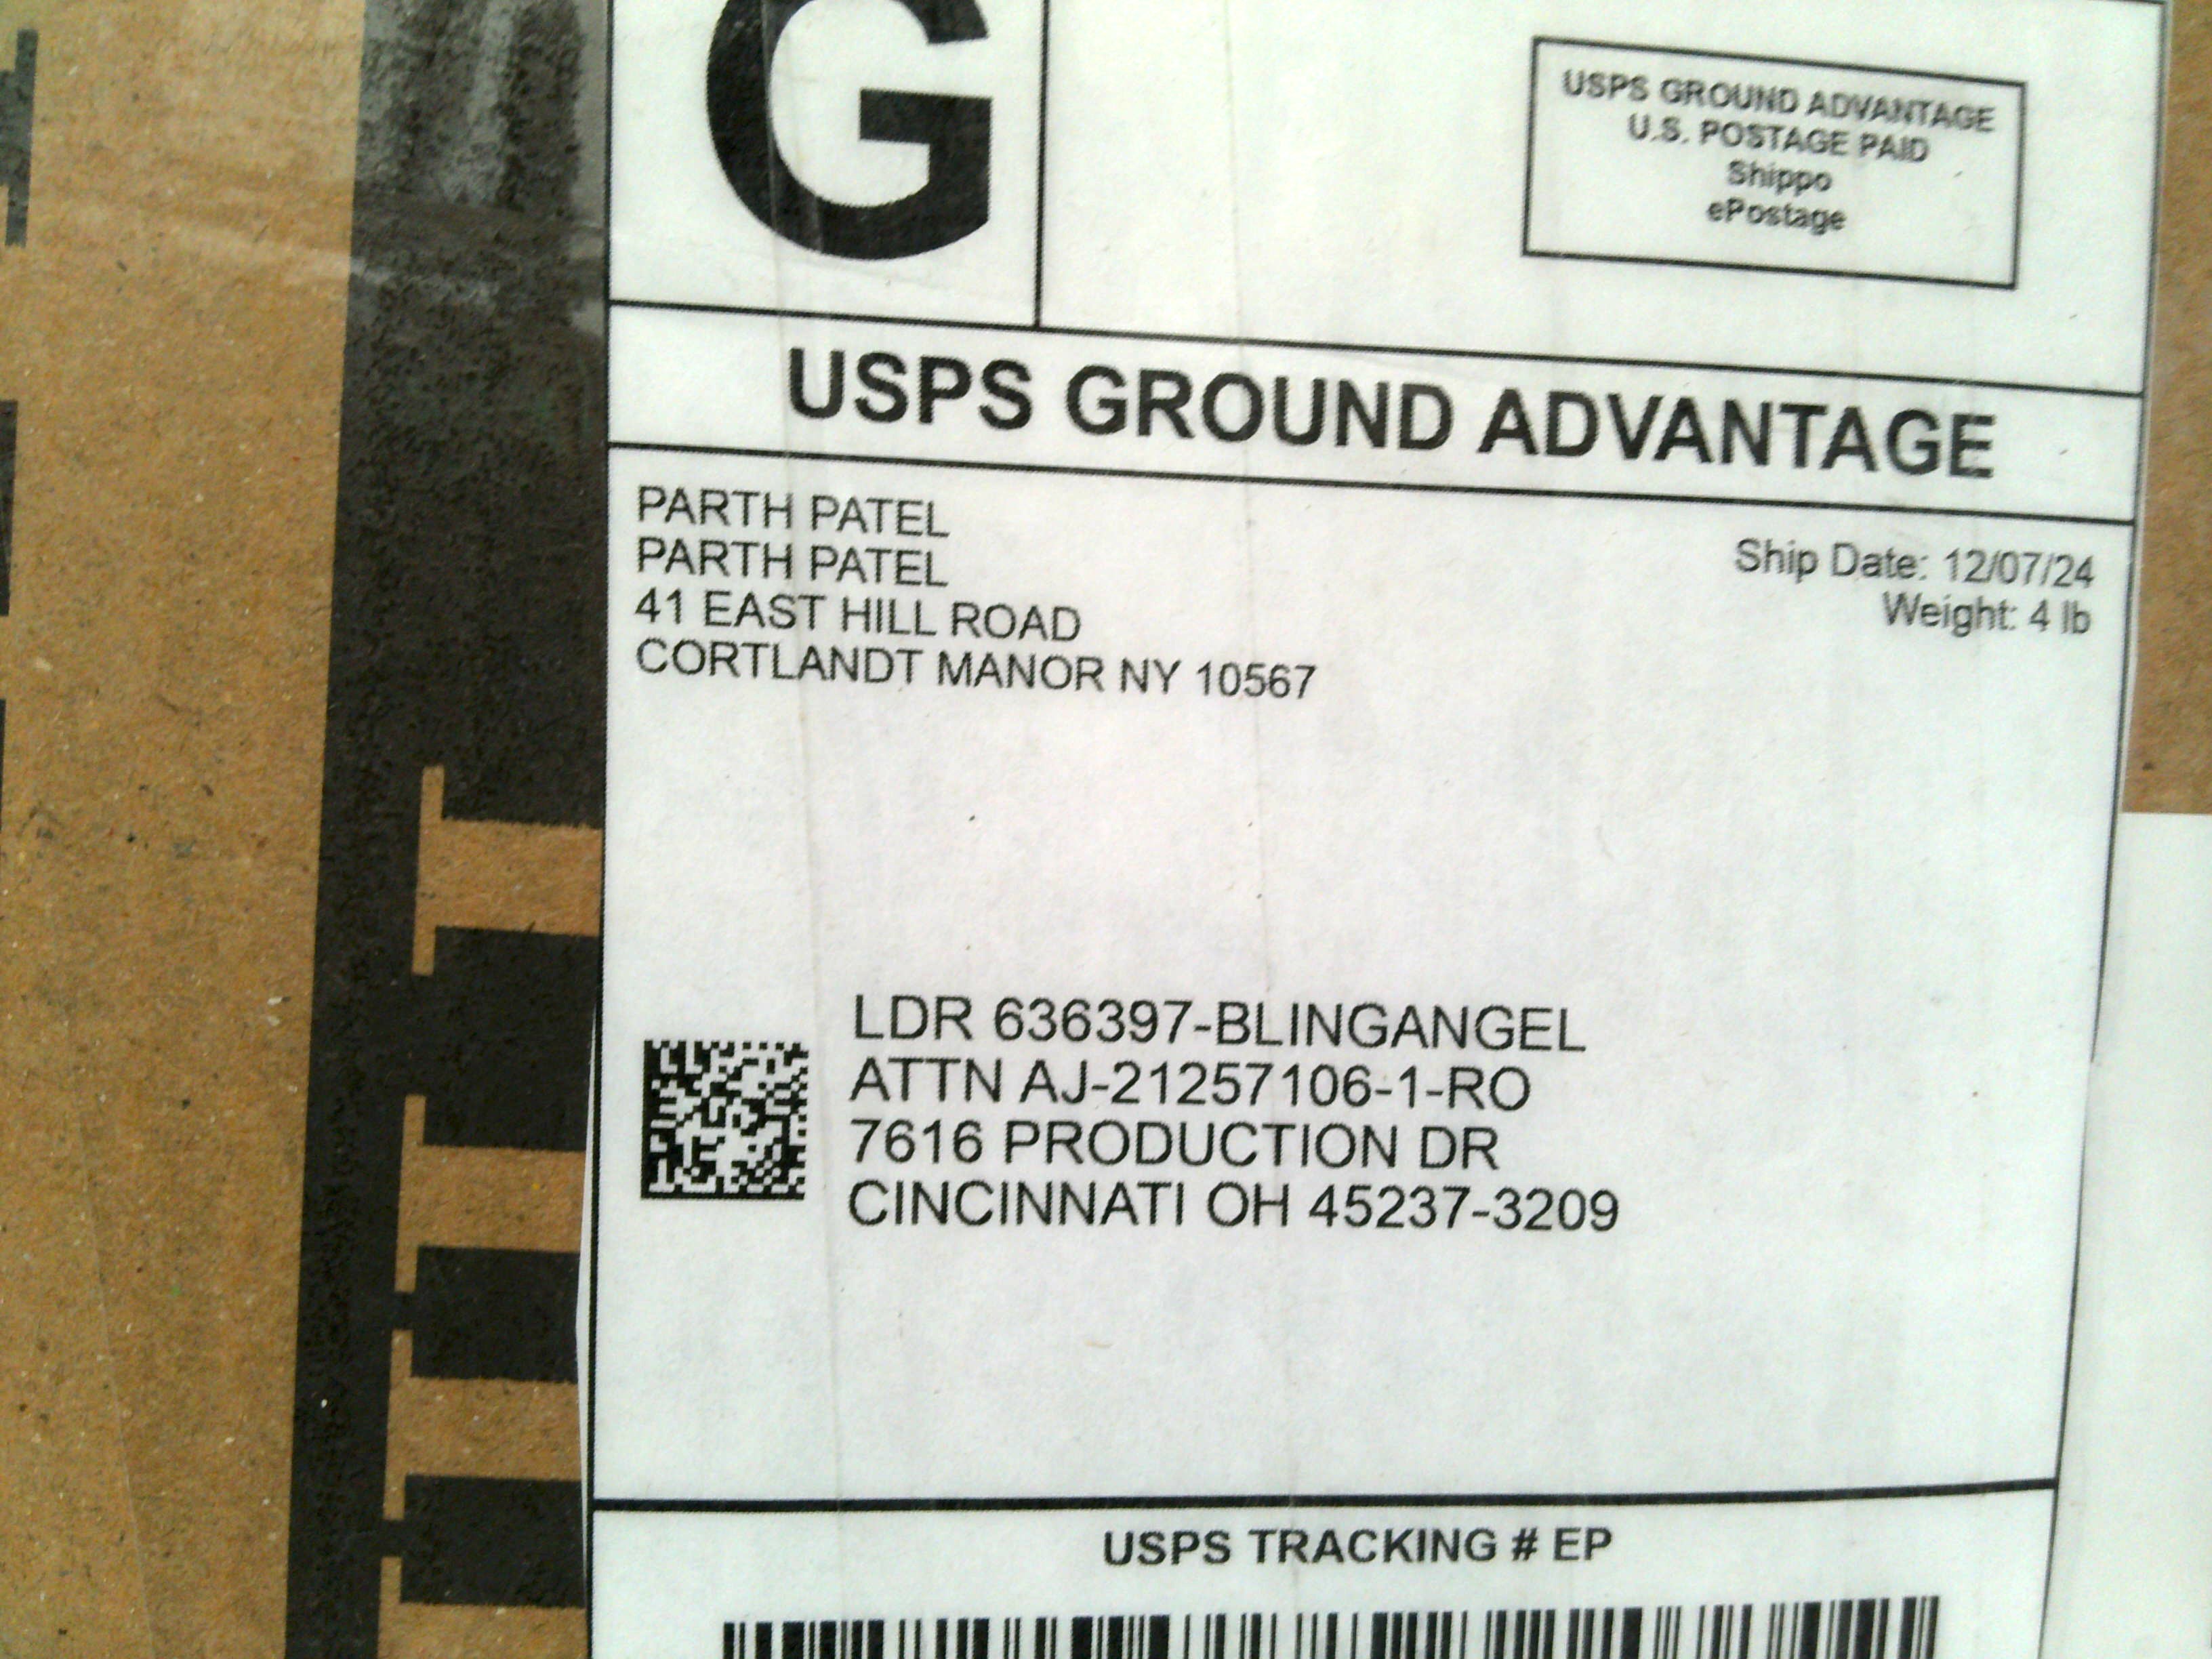 G
USPS GROUND ADVANTAGE
U.S. POSTAGE PAID
Shippo
ePostage
USPS GROUND ADVANTAGE
PARTH PATEL
PARTH PATEL
41 EAST HILL ROAD
CORTLANDT MANOR NY 10567
Ship Date: 12/07/24
Weight: 4 lb
LDR 636397-BLINGANGEL
ATTN AJ-21257106-1-RO
7616 PRODUCTION DR
CINCINNATI OH 45237-3209
USPS TRACKING # EP